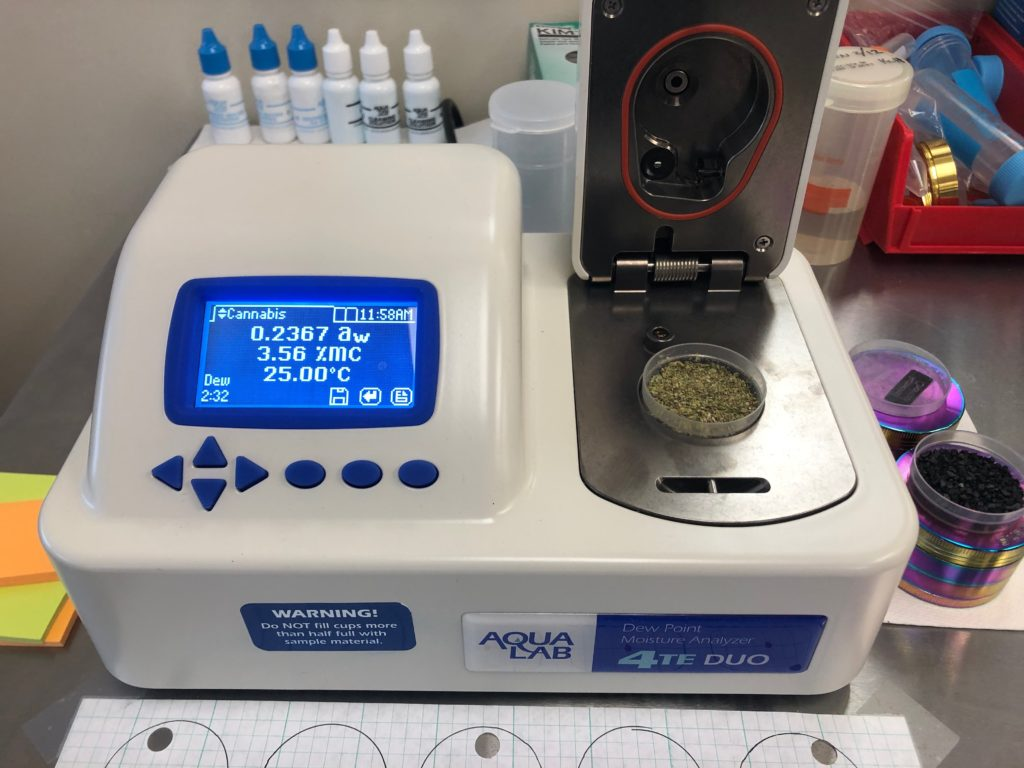 KIM
Cannabis
11:58AM
0.2367 aw
3.56 %MC
25.00°C
Dew
2:32
WARNING!
Do NOT fill cups more
than half full with
sample material.
AQUA
LAB
Dew Point
Moisture Analyzer
4TE DUO